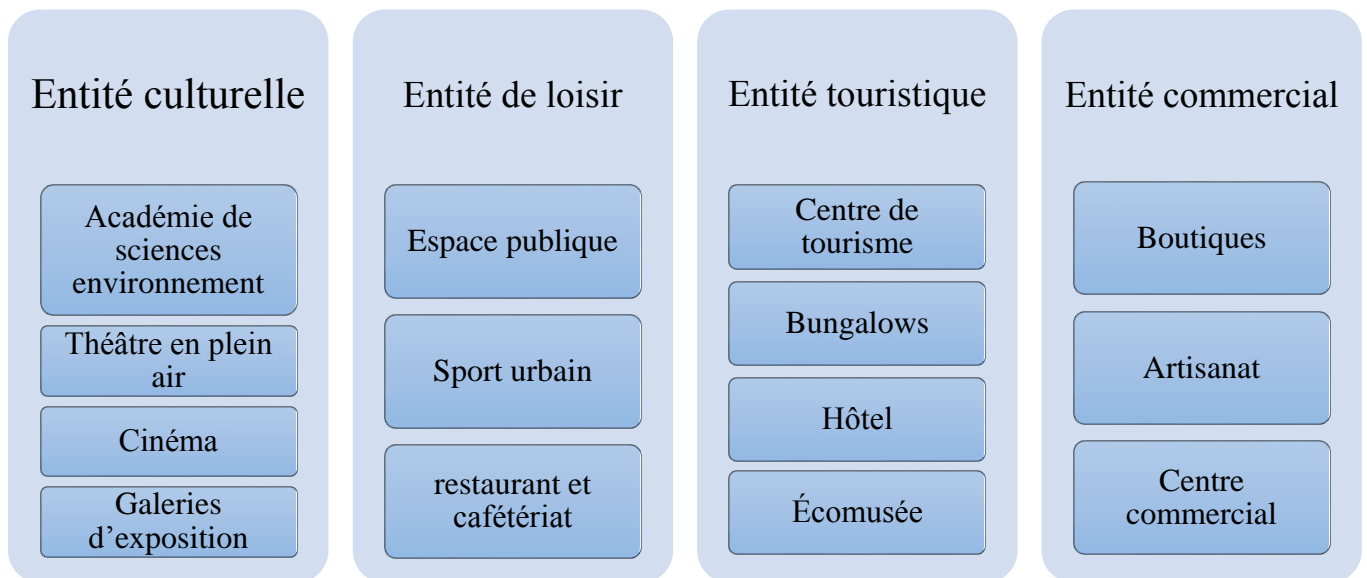 Entité culturelle
Académie de
sciences
environnement
Théâtre en plein
air
Cinéma
Galeries
d’exposition
Entité de loisir
Espace publique
Sport urbain
restaurant et
cafétériat
Entité touristique
Centre de
tourisme
Bungalows
Hôtel
Écomusée
Entité commercial
Boutiques
Artisanat
Centre
commercial